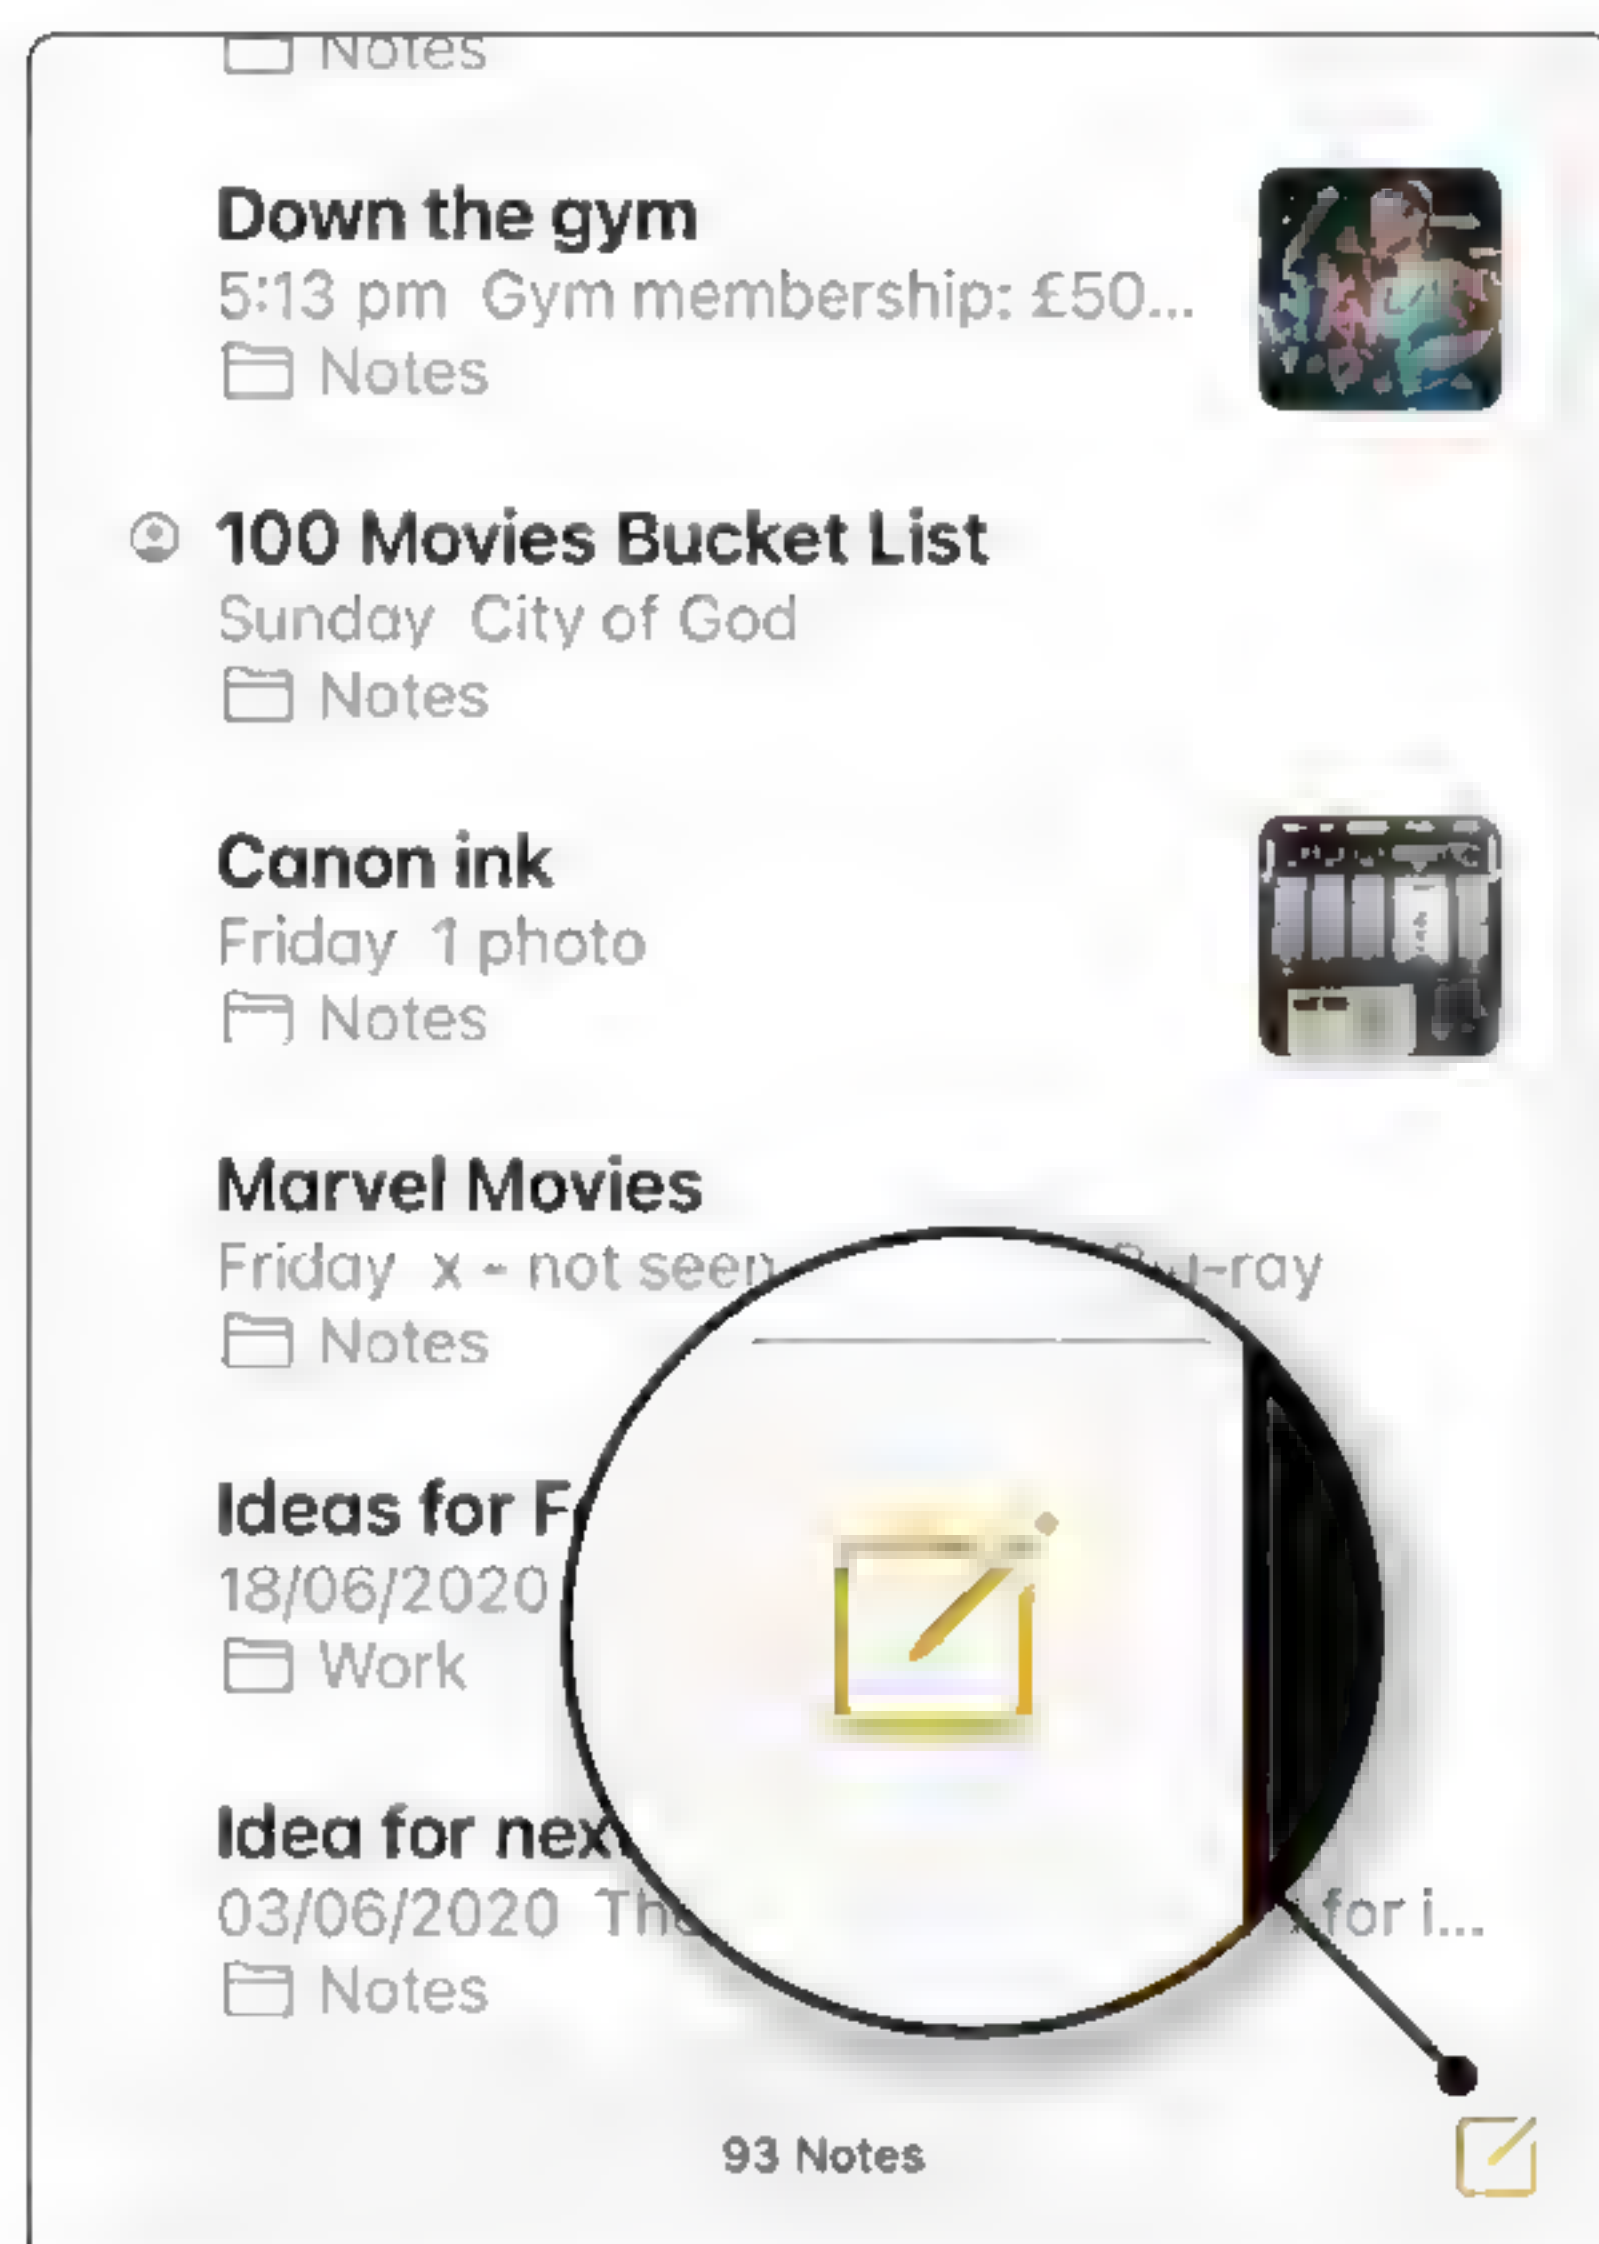 Notes
Down the gym
5:13 pm Gym membership: £50...
Notes
100 Movies Bucket List
Sunday City of God
Notes
Canon ink
Friday 1 photo
Notes
Marvel Movies
Friday x - not seen -ray
Notes
Ideas for
18/06/2020
Work
Idea for
03/06/2020 for i...
Notes
93 Notes